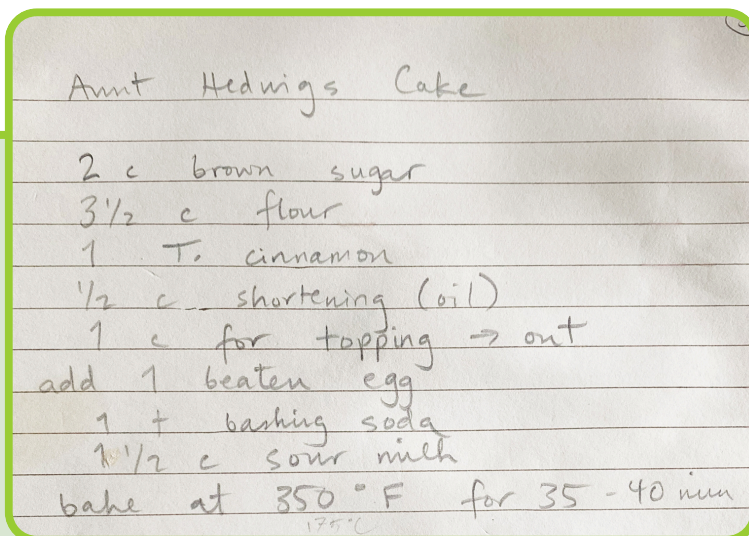 Aunt Hedwigs Cake
2 c brown sugar
3 1/2 c flour
1 T. cinnamon
1/2 c shortening (oil)
1 c for topping → out
add 1 beaten egg
1 t baking soda
1 1/2 c sour milk
bake at 350 °F for 35 - 40 min
175°C